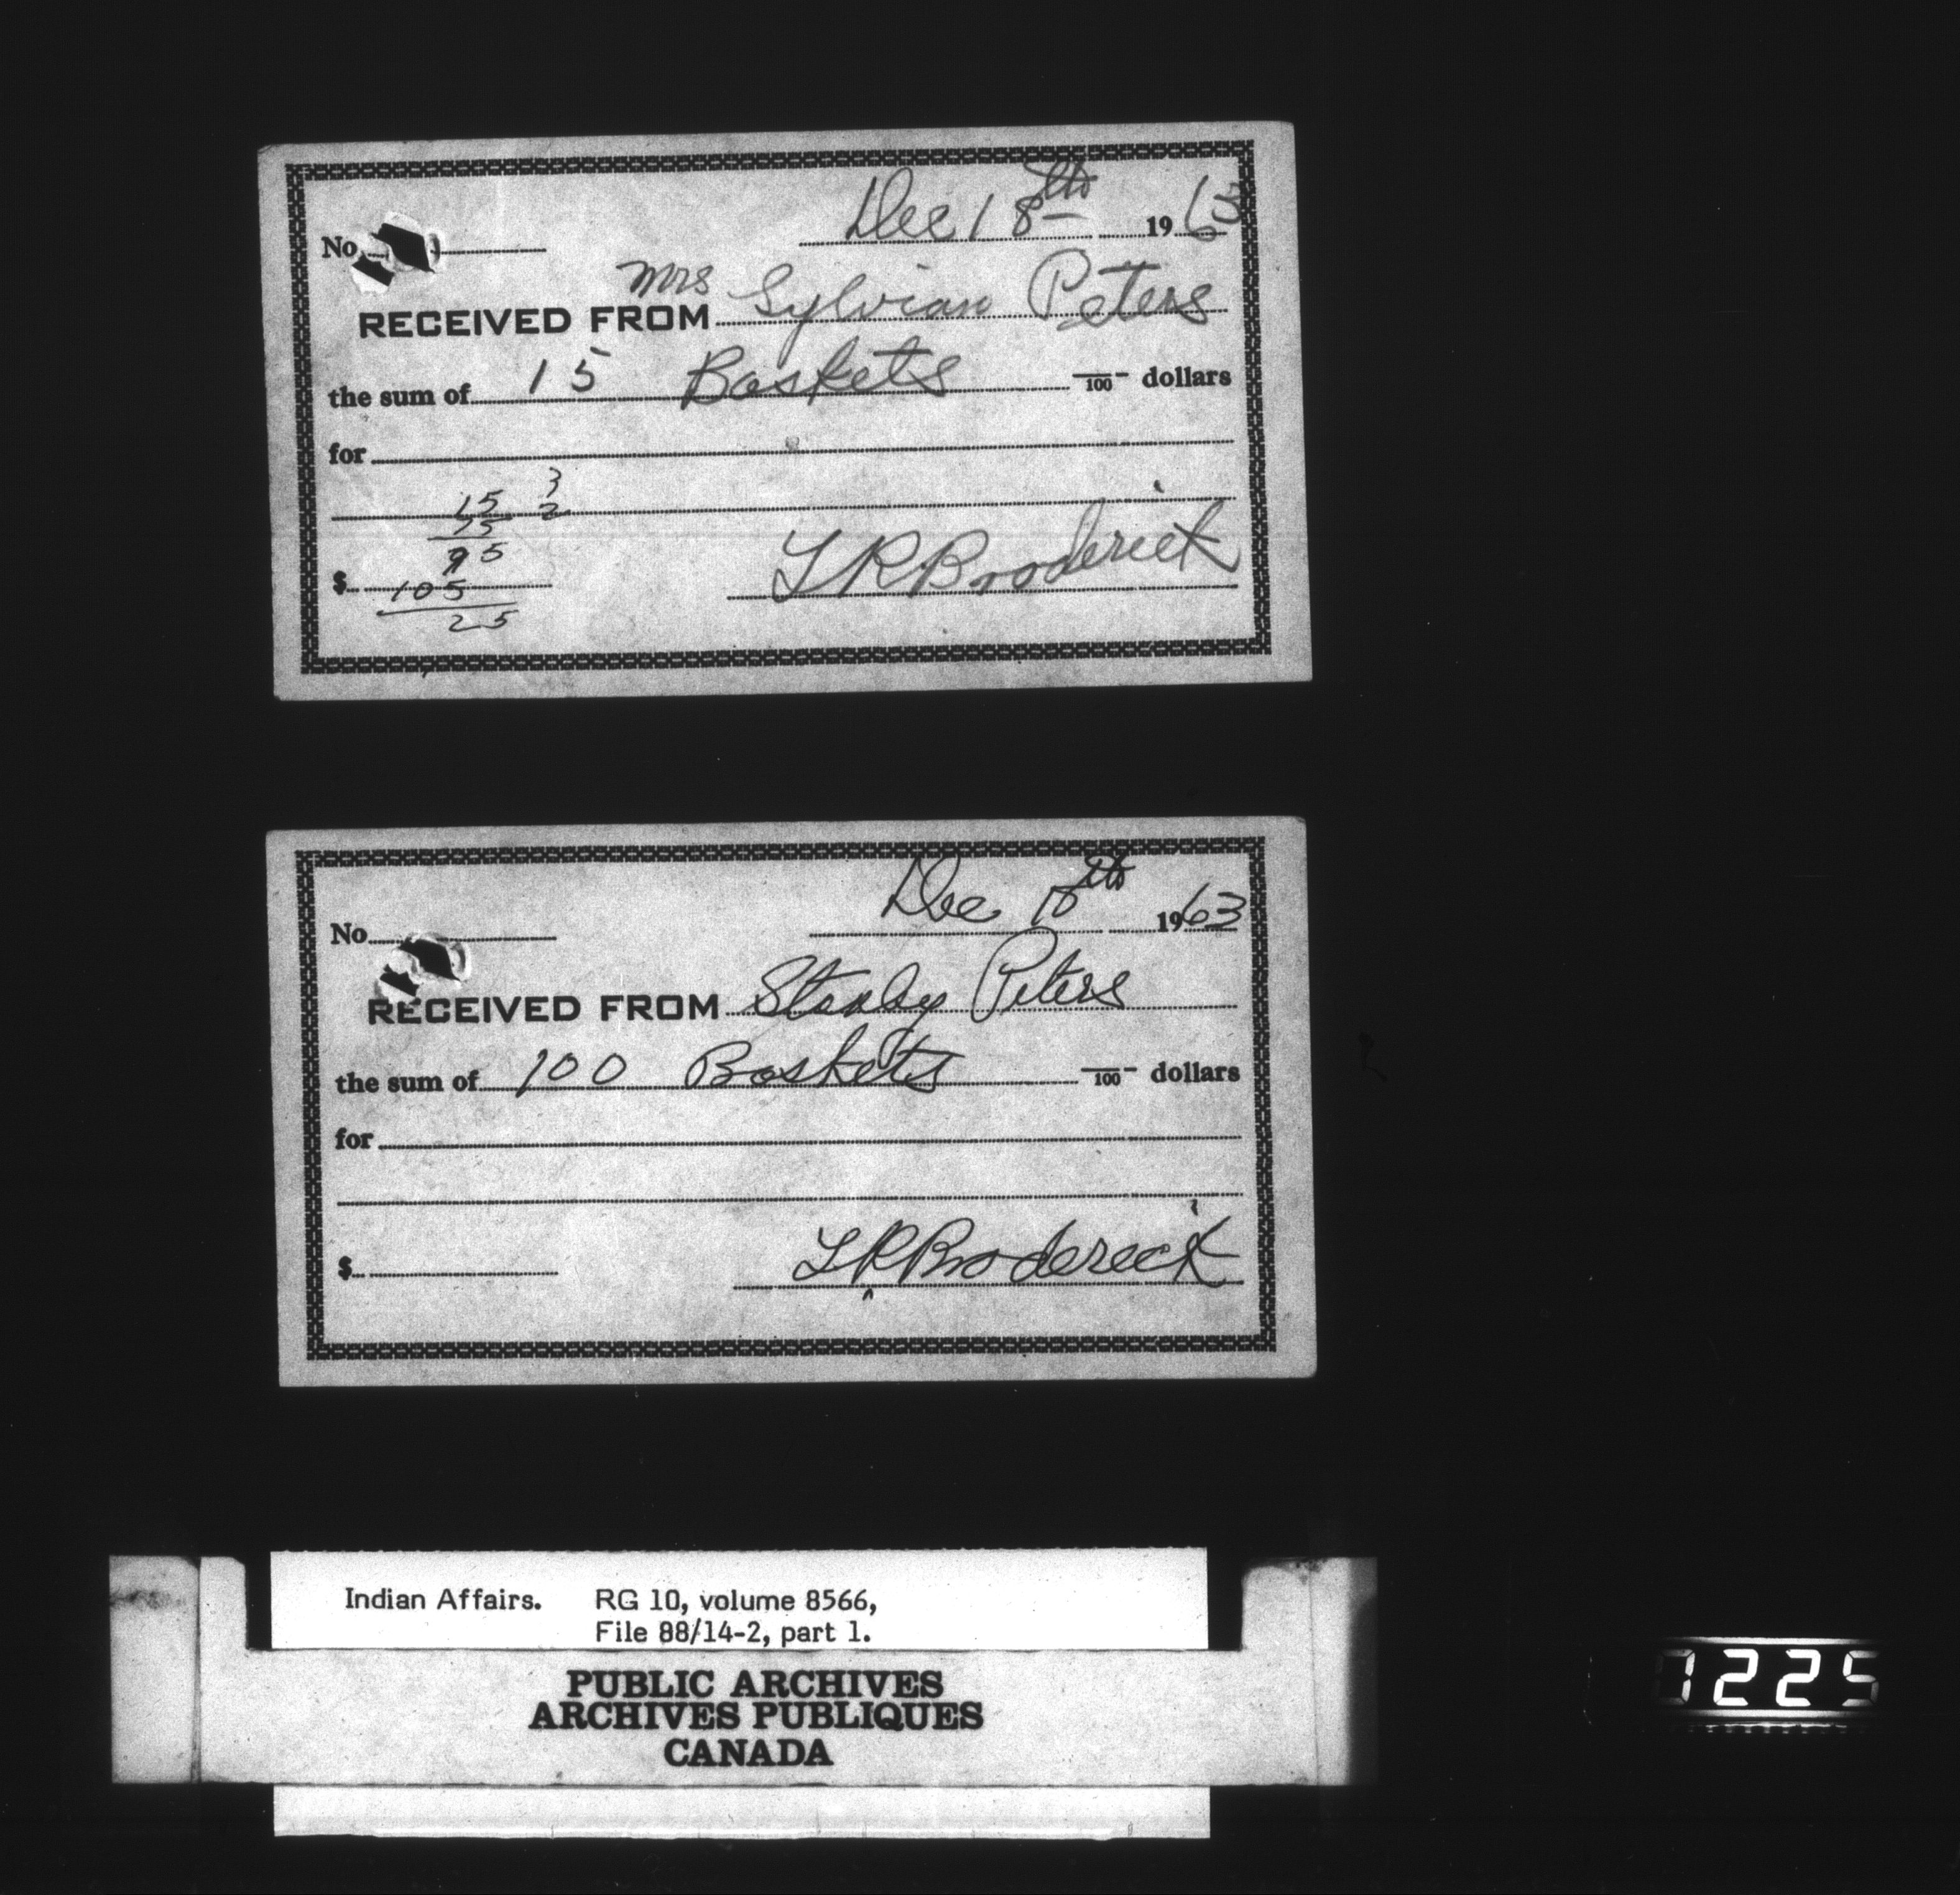 No. Dec 18th 1963
Mrs
RECEIVED FROM Sylvian Peters
the sum of 15 Baskets /100 dollars
for
15 3
75 2
95
$ 105
25
L R Broderick
No. Dec 18th 1963
RECEIVED FROM Stanley Peters
the sum of 100 Baskets /100 dollars
for
$ L R Broderick
Indian Affairs. RG 10, volume 8566,
File 88/14-2, part 1.
PUBLIC ARCHIVES
ARCHIVES PUBLIQUES
CANADA
7225